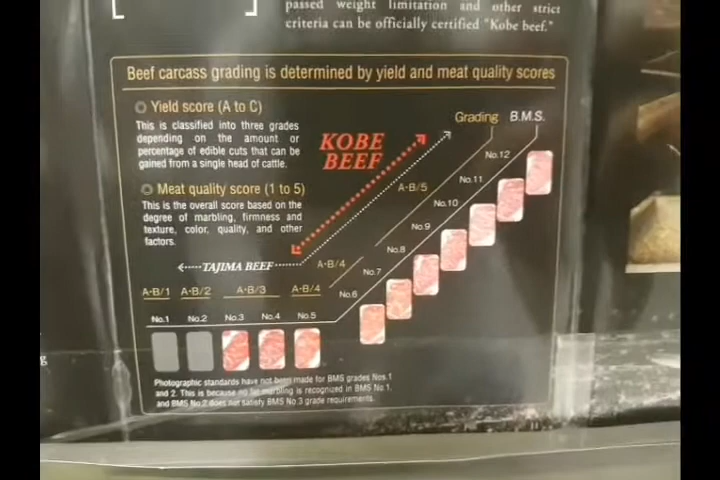 passed weight limitation and other strict
criteria can be officially certified "Kobe beef."
Beef carcass grading is determined by yield and meat quality scores
Yield score (A to C)
This is classified into three grades
depending on the amount or
percentage of edible cuts that can be
gained from a single head of cattle.
Meat quality score (1 to 5)
This is the overall score based on the
degree of marbling, firmness and
texture, color, quality, and other
factors.
KOBE
BEEF
Grading
B.M.S.
No.12
No.11
No.10
No.9
No.8
No.7
No.6
A·B/5
A·B/4
TAJIMA BEEF
A·B/1 A·B/2 A·B/3 A·B/4
No.1 No.2 No.3 No.4 No.5
Photographic standards have not been made for BMS grades Nos.1
and 2. This is because no fat marbling is recognized in BMS No.1,
and BMS No.2 does not satisfy BMS No.3 grade requirements.